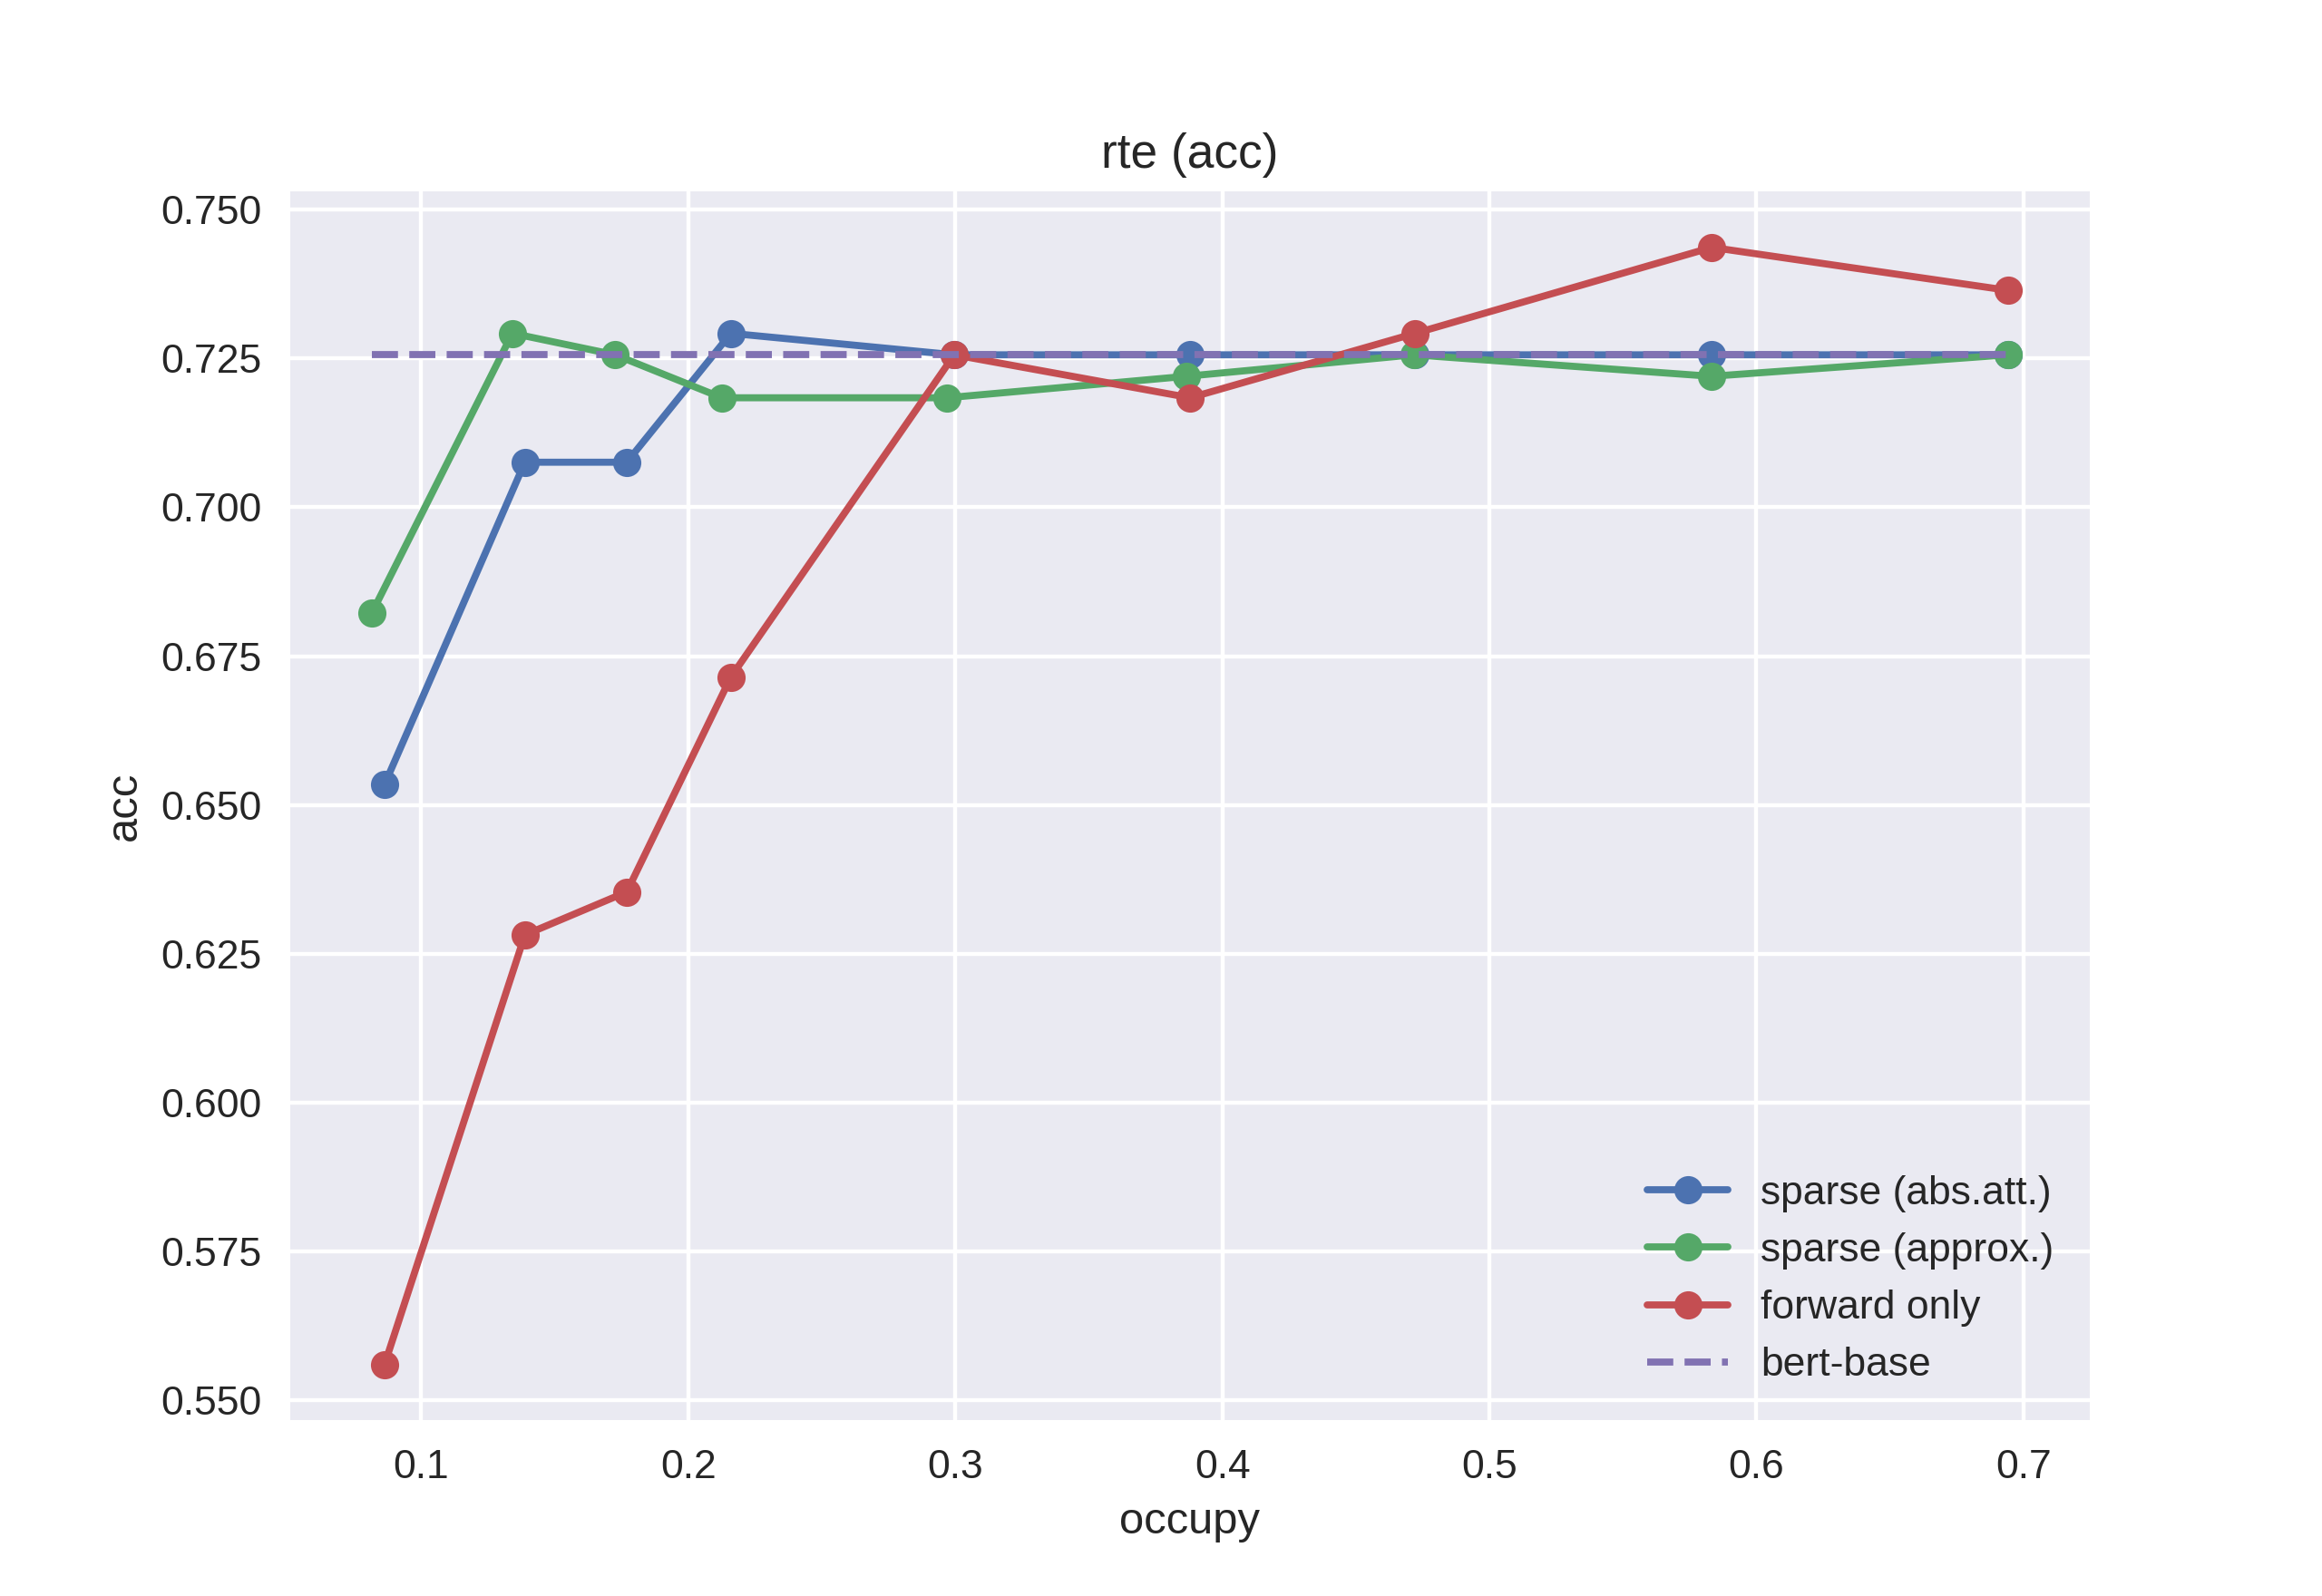 rte (acc)
0.750
0.725
0.700
0.675
0.650
0.625
0.600
0.575
0.550
acc
0.1 0.2 0.3 0.4 0.5 0.6 0.7
occupy
sparse (abs.att.)
sparse (approx.)
forward only
bert-base